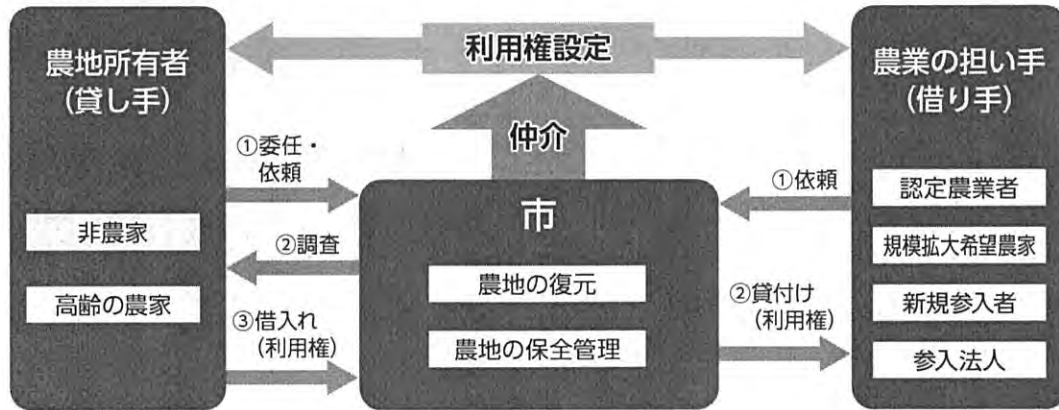 農地所有者
(貸し手)
非農家
高齢の農家
利用権設定
仲介
①委任・
依頼
②調査
③借入れ
(利用権)
市
農地の復元
農地の保全管理
①依頼
②貸付け
(利用権)
農業の担い手
(借り手)
認定農業者
規模拡大希望農家
新規参入者
参入法人